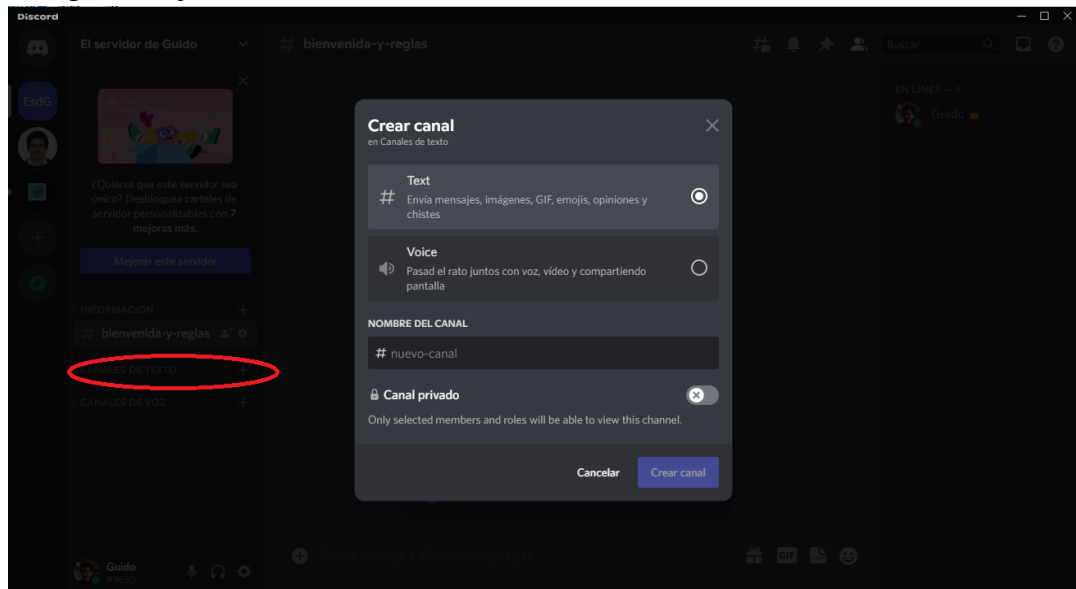 Discord
El servidor de Guido
# bienvenida-y-reglas
Buscar
EsdG
¿Quieres que este servidor sea
único? Desbloquea carteles de
servidor personalizables con 7
mejoras más.
Mejorar este servidor
INFORMACIÓN
# bienvenida-y-reglas
CANALES DE TEXTO
CANALES DE VOZ
Guido
#9680
Crear canal
en Canales de texto
Text
Envía mensajes, imágenes, GIF, emojis, opiniones y
chistes
Voice
Pasad el rato juntos con voz, vídeo y compartiendo
pantalla
NOMBRE DEL CANAL
# nuevo-canal
Canal privado
Only selected members and roles will be able to view this channel.
Cancelar
Crear canal
GIF
EN LÍNEA — 1
Guido